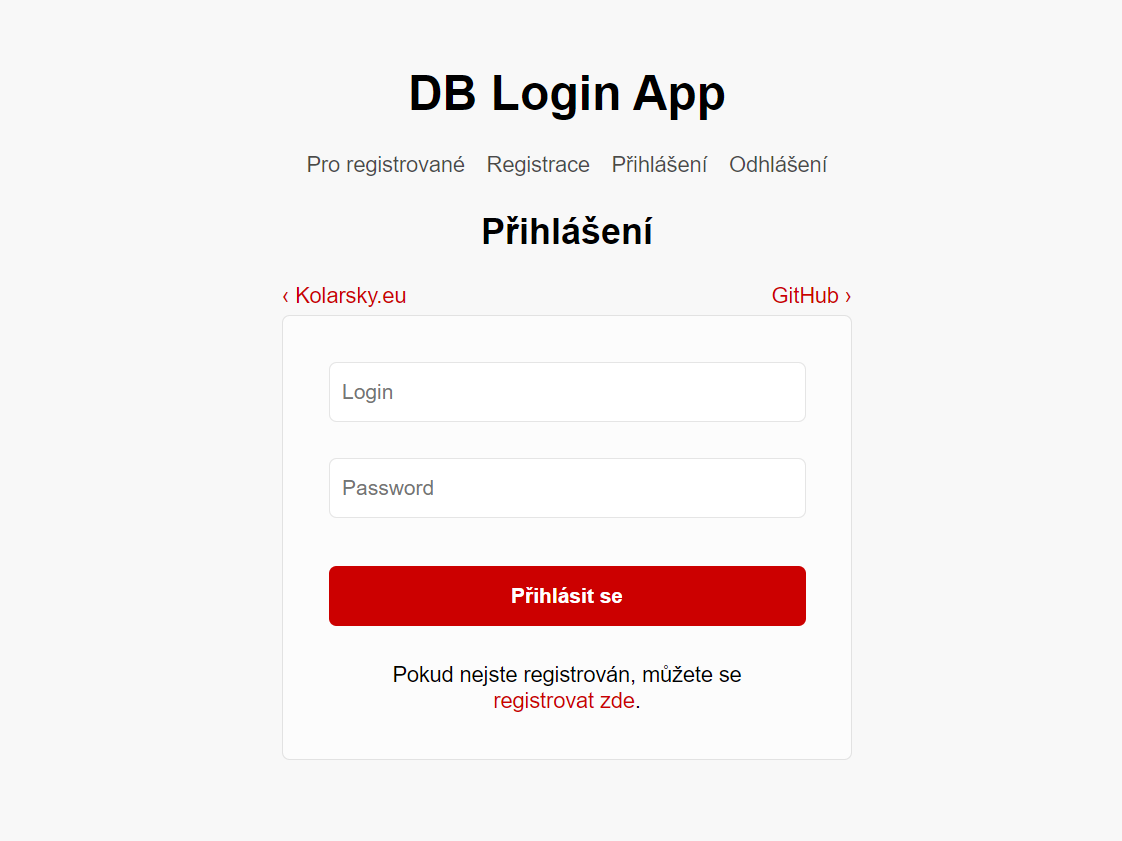 DB Login App
Pro registrované Registrace Přihlášení Odhlášení
Přihlášení
‹ Kolarsky.eu GitHub ›
Login
Password
Přihlásit se
Pokud nejste registrován, můžete se
registrovat zde.